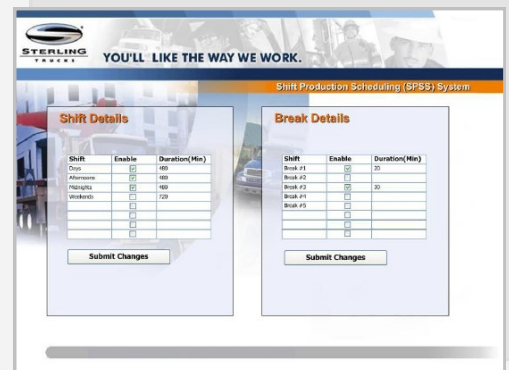 STERLING
TRUCKS
YOU'LL LIKE THE WAY WE WORK.
Shift Production Scheduling (SPSS) System
Shift Details
Shift Enable Duration(Min)
Days 480
Afternoons 480
Midnights 480
Weekends 720
Submit Changes
Break Details
Shift Enable Duration(Min)
Break #1 20
Break #2
Break #3
Break #4
Break #5
Submit Changes